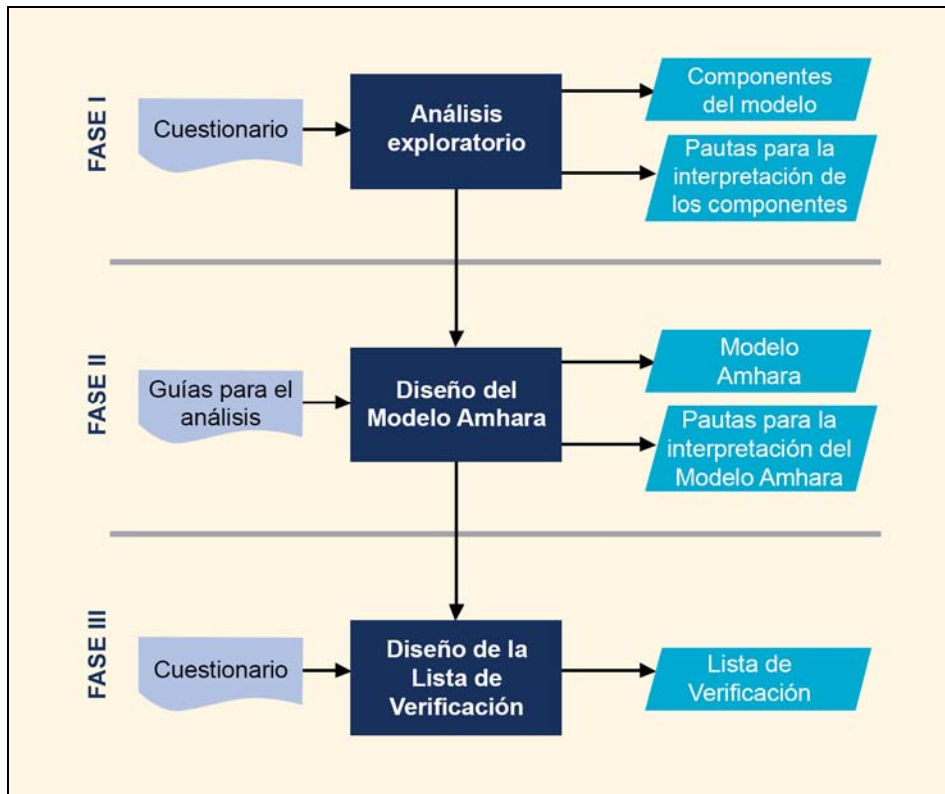 FASE I
Cuestionario
Análisis
exploratorio
Componentes
del modelo
Pautas para la
interpretación de
los componentes
FASE II
Guías para el
análisis
Diseño del
Modelo Amhara
Modelo
Amhara
Pautas para la
interpretación del
Modelo Amhara
FASE III
Cuestionario
Diseño de la
Lista de
Verificación
Lista de
Verificación